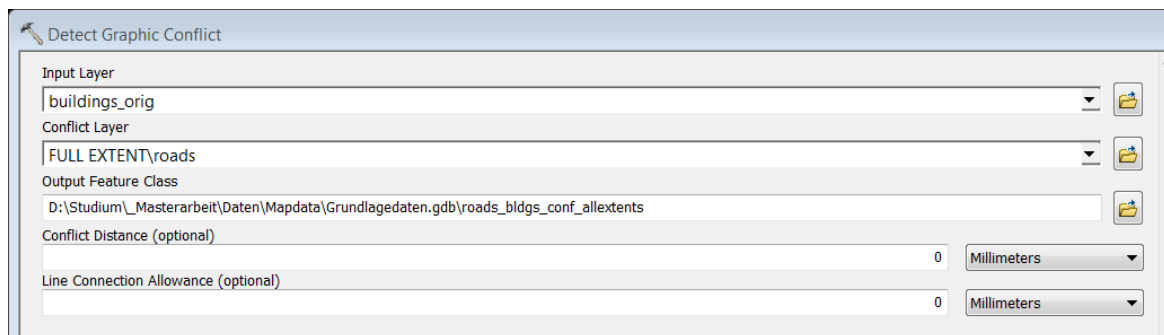 Detect Graphic Conflict
Input Layer
buildings_orig
Conflict Layer
FULL EXTENT\roads
Output Feature Class
D:\Studium\_Masterarbeit\Daten\Mapdata\Grundlagedaten.gdb\roads_bldgs_conf_allextents
Conflict Distance (optional)
0 Millimeters
Line Connection Allowance (optional)
0 Millimeters